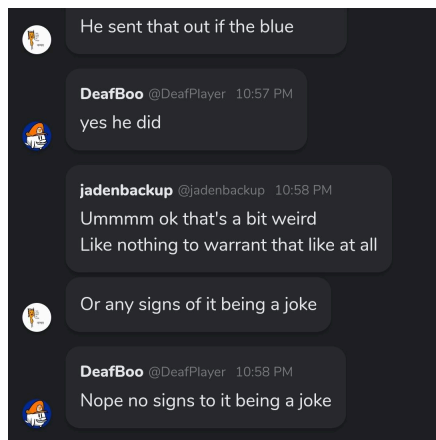 He sent that out if the blue
DeafBoo @DeafPlayer 10:57 PM
yes he did
jadenbackup @jadenbackup 10:58 PM
Ummmm ok that's a bit weird
Like nothing to warrant that like at all
Or any signs of it being a joke
DeafBoo @DeafPlayer 10:58 PM
Nope no signs to it being a joke